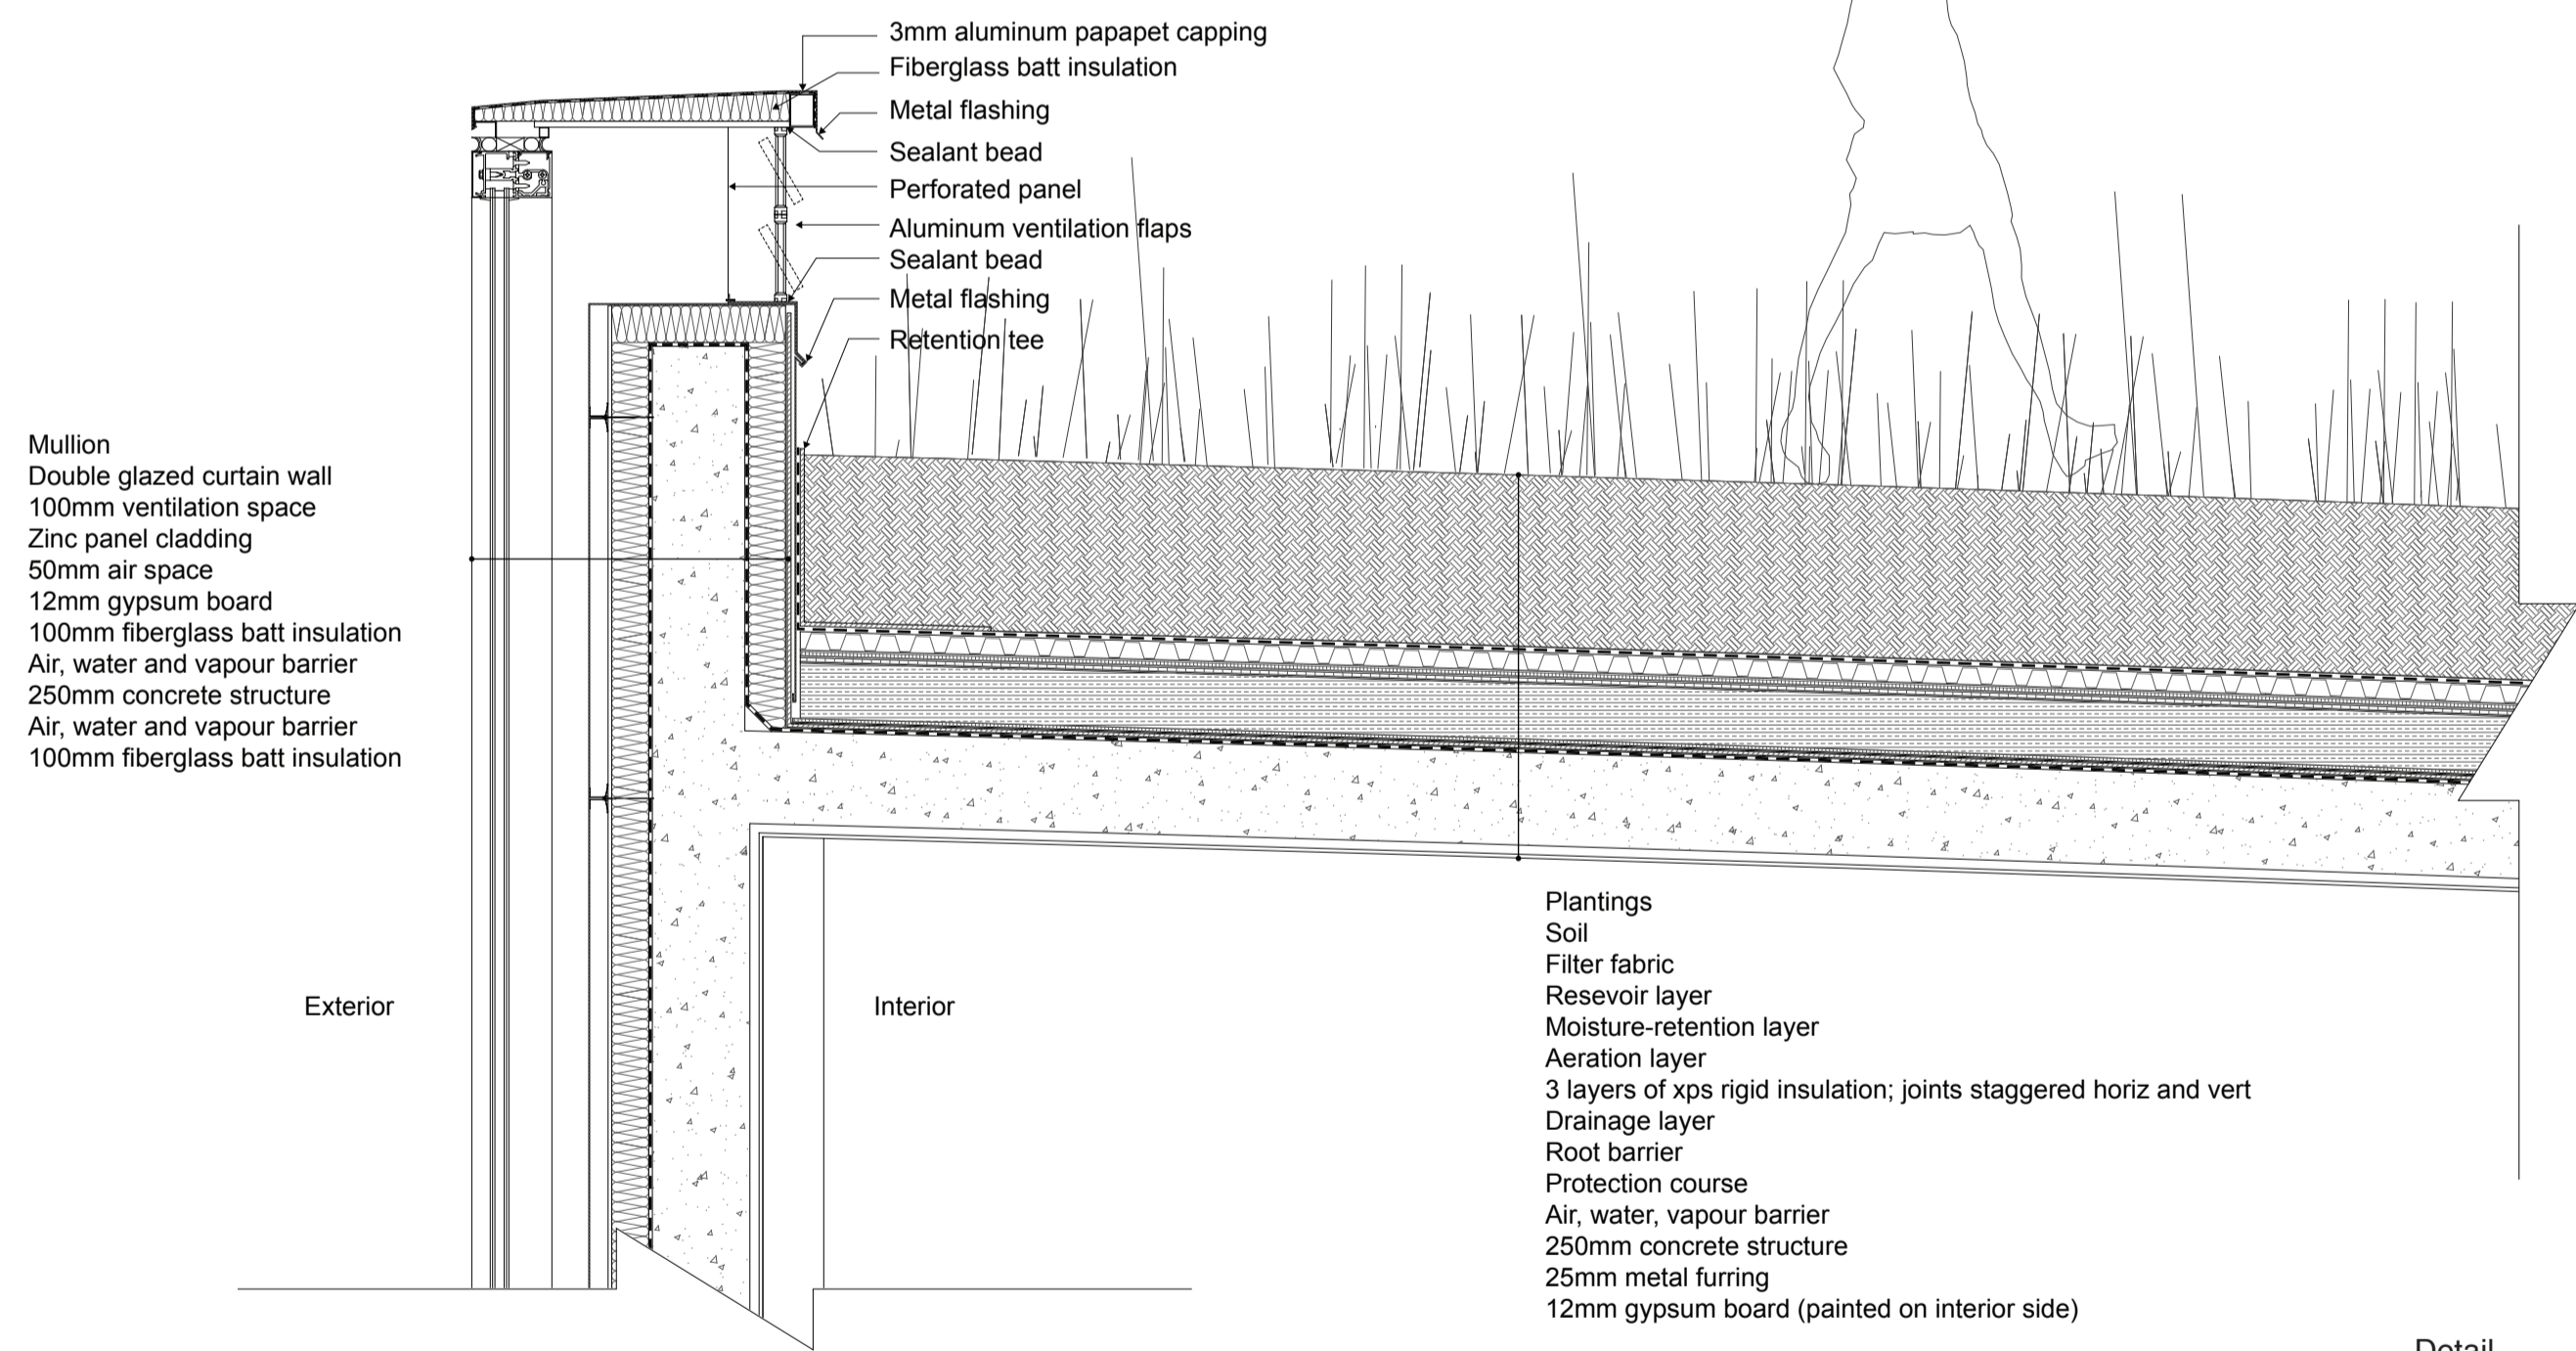 3mm aluminum papapet capping
Fiberglass batt insulation
Metal flashing
Sealant bead
Perforated panel
Aluminum ventilation flaps
Sealant bead
Metal flashing
Retention tee
Mullion
Double glazed curtain wall
100mm ventilation space
Zinc panel cladding
50mm air space
12mm gypsum board
100mm fiberglass batt insulation
Air, water and vapour barrier
250mm concrete structure
Air, water and vapour barrier
100mm fiberglass batt insulation
Exterior
Interior
Plantings
Soil
Filter fabric
Resevoir layer
Moisture-retention layer
Aeration layer
3 layers of xps rigid insulation; joints staggered horiz and vert
Drainage layer
Root barrier
Protection course
Air, water, vapour barrier
250mm concrete structure
25mm metal furring
12mm gypsum board (painted on interior side)
Detail